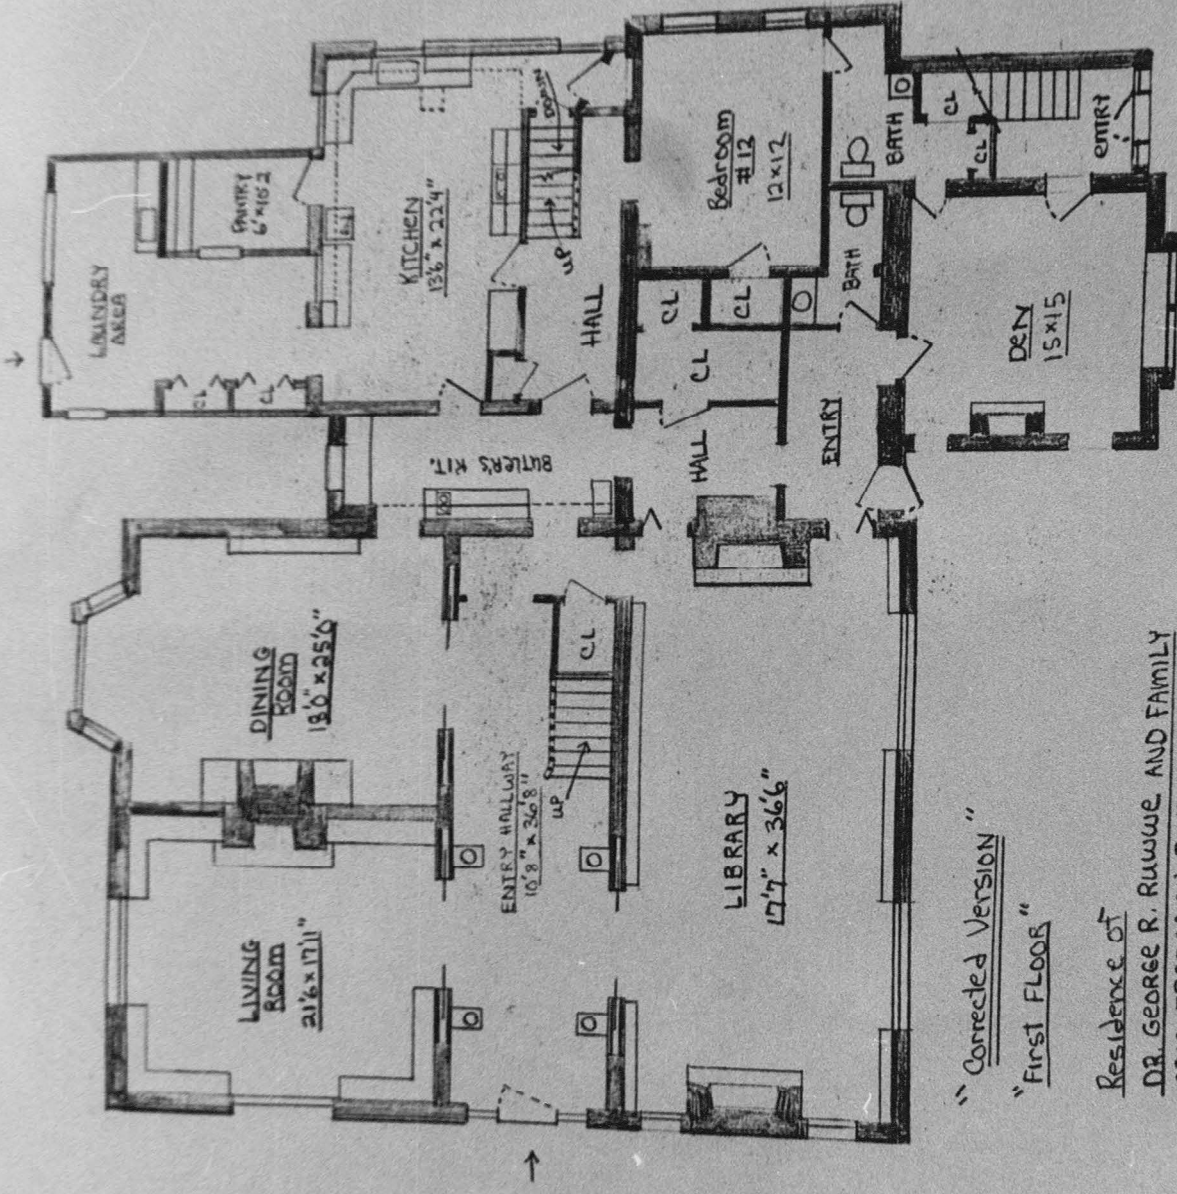 LAUNDRY
AREA
PANTRY
6' x 10'2
CL
CL
KITCHEN
13'6" x 22'4"
DOWN
UP
HALL
Bedroom
#12
12x12
BATH
CL
CL
ENTRY
BATH
CL
CL
CL
HALL
ENTRY
DEN
15x15
BUTLER'S KIT.
DINING
ROOM
18'0" x 25'0"
CL
ENTRY HALLWAY
10'8" x 36'8"
UP
LIVING
ROOM
21'6 x 17'11"
LIBRARY
17'7" x 36'6"
"Corrected Version"
"First FLOOR"
Residence of
DR. GEORGE R. RUWWE AND FAMILY